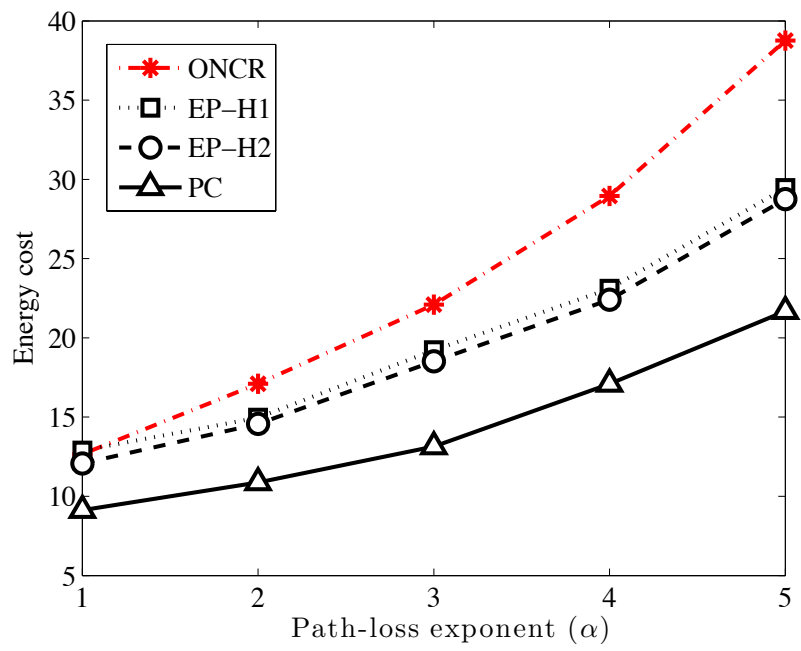 40
35
30
25
20
15
10
5
Energy cost
ONCR
EP–H1
EP–H2
PC
1 2 3 4 5
Path-loss exponent (α)